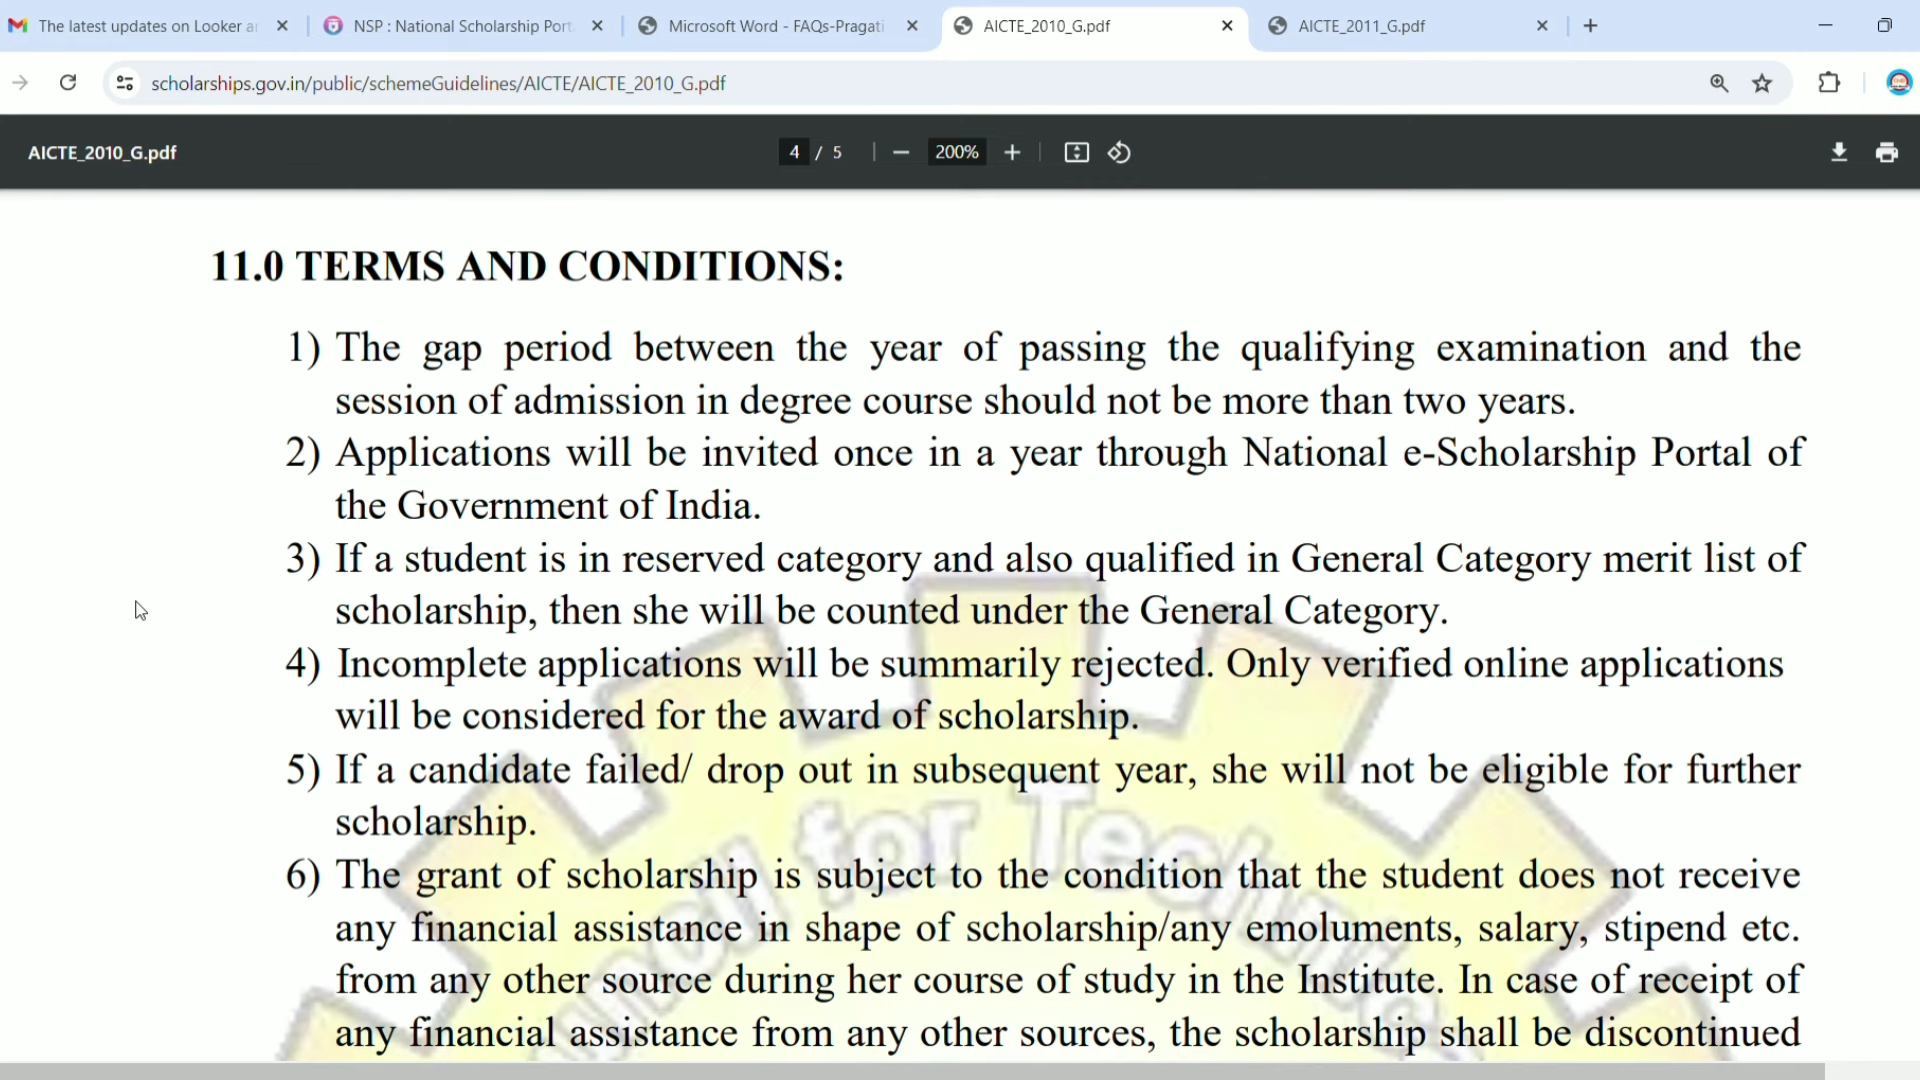 The latest updates on Looker a
NSP : National Scholarship Port
Microsoft Word - FAQs-Pragati
AICTE_2010_G.pdf
AICTE_2011_G.pdf
scholarships.gov.in/public/schemeGuidelines/AICTE/AICTE_2010_G.pdf
AICTE_2010_G.pdf
4 / 5
200%
11.0 TERMS AND CONDITIONS:
1) The gap period between the year of passing the qualifying examination and the
session of admission in degree course should not be more than two years.
2) Applications will be invited once in a year through National e-Scholarship Portal of
the Government of India.
3) If a student is in reserved category and also qualified in General Category merit list of
scholarship, then she will be counted under the General Category.
4) Incomplete applications will be summarily rejected. Only verified online applications
will be considered for the award of scholarship.
5) If a candidate failed/ drop out in subsequent year, she will not be eligible for further
scholarship.
6) The grant of scholarship is subject to the condition that the student does not receive
any financial assistance in shape of scholarship/any emoluments, salary, stipend etc.
from any other source during her course of study in the Institute. In case of receipt of
any financial assistance from any other sources, the scholarship shall be discontinued
for Techni